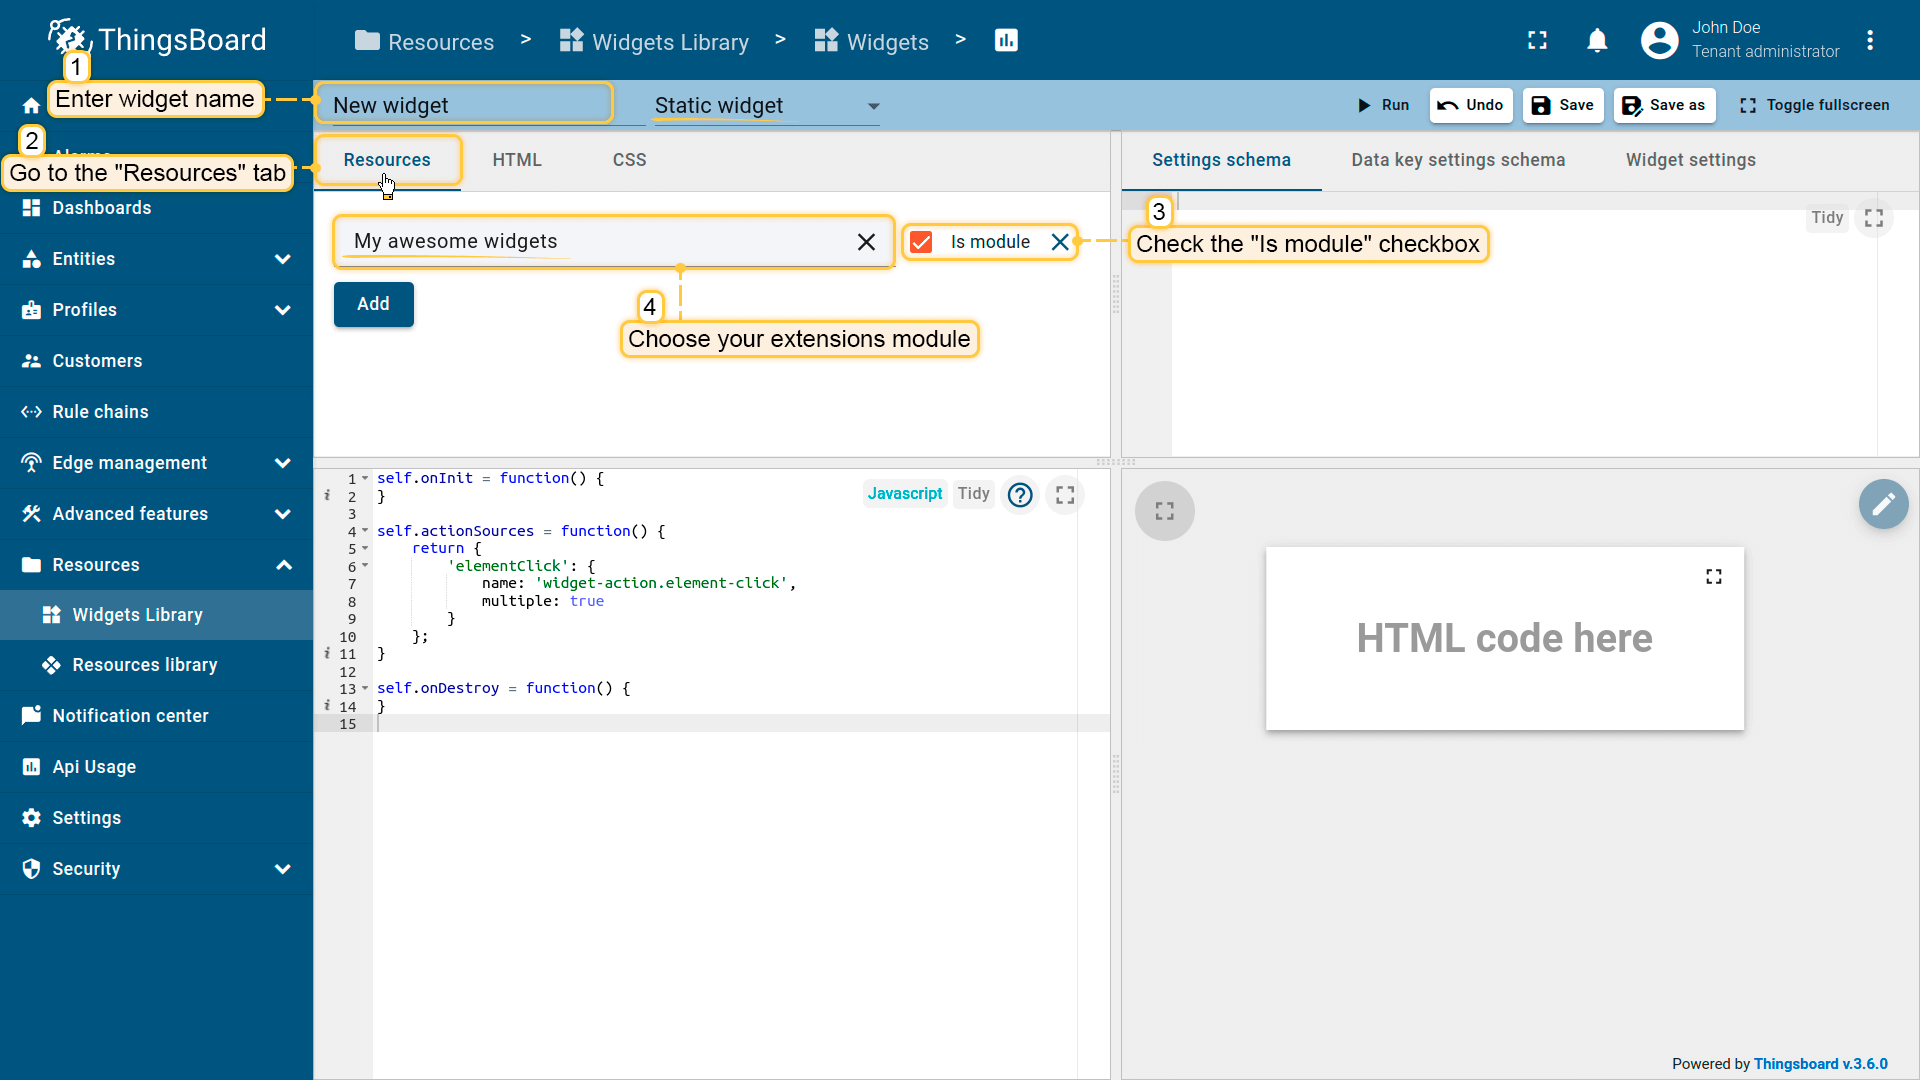 ThingsBoard
Resources > Widgets Library > Widgets >
John Doe
Tenant administrator
1
Enter widget name
2
Go to the "Resources" tab
Dashboards
Entities
Profiles
Customers
Rule chains
Edge management
Advanced features
Resources
Widgets Library
Resources library
Notification center
Api Usage
Settings
Security
New widget
Static widget
Run
Undo
Save
Save as
Toggle fullscreen
Resources
HTML
CSS
My awesome widgets
Is module
Add
4
Choose your extensions module
Settings schema
Data key settings schema
Widget settings
3
Check the "Is module" checkbox
Tidy
Javascript
Tidy
1 self.onInit = function() {
2 }
3
4 self.actionSources = function() {
5     return {
6         'elementClick': {
7             name: 'widget-action.element-click',
8             multiple: true
9         }
10     };
11 }
12
13 self.onDestroy = function() {
14 }
15
HTML code here
Powered by Thingsboard v.3.6.0